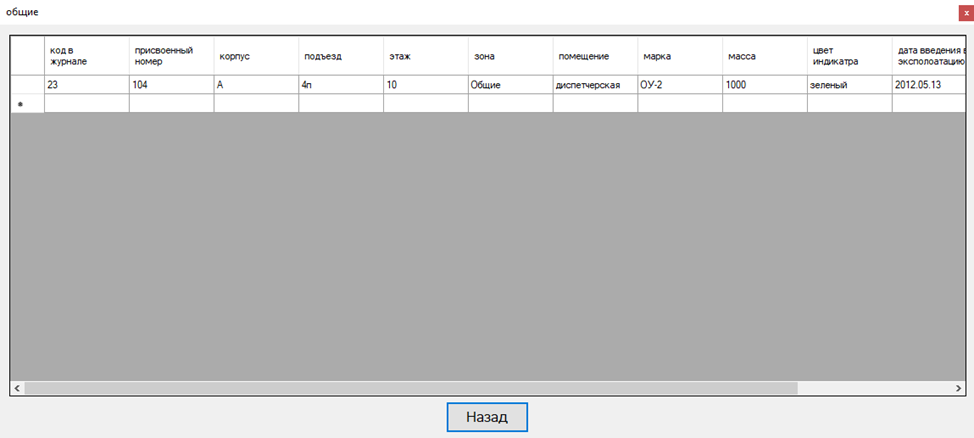 общие
x
код в журнале присвоенный номер корпус подъезд этаж зона помещение марка масса цвет индикатра дата введения в эксполоатацию
23 104 А 4п 10 Общие диспетчерская ОУ-2 1000 зеленый 2012.05.13
*
Назад